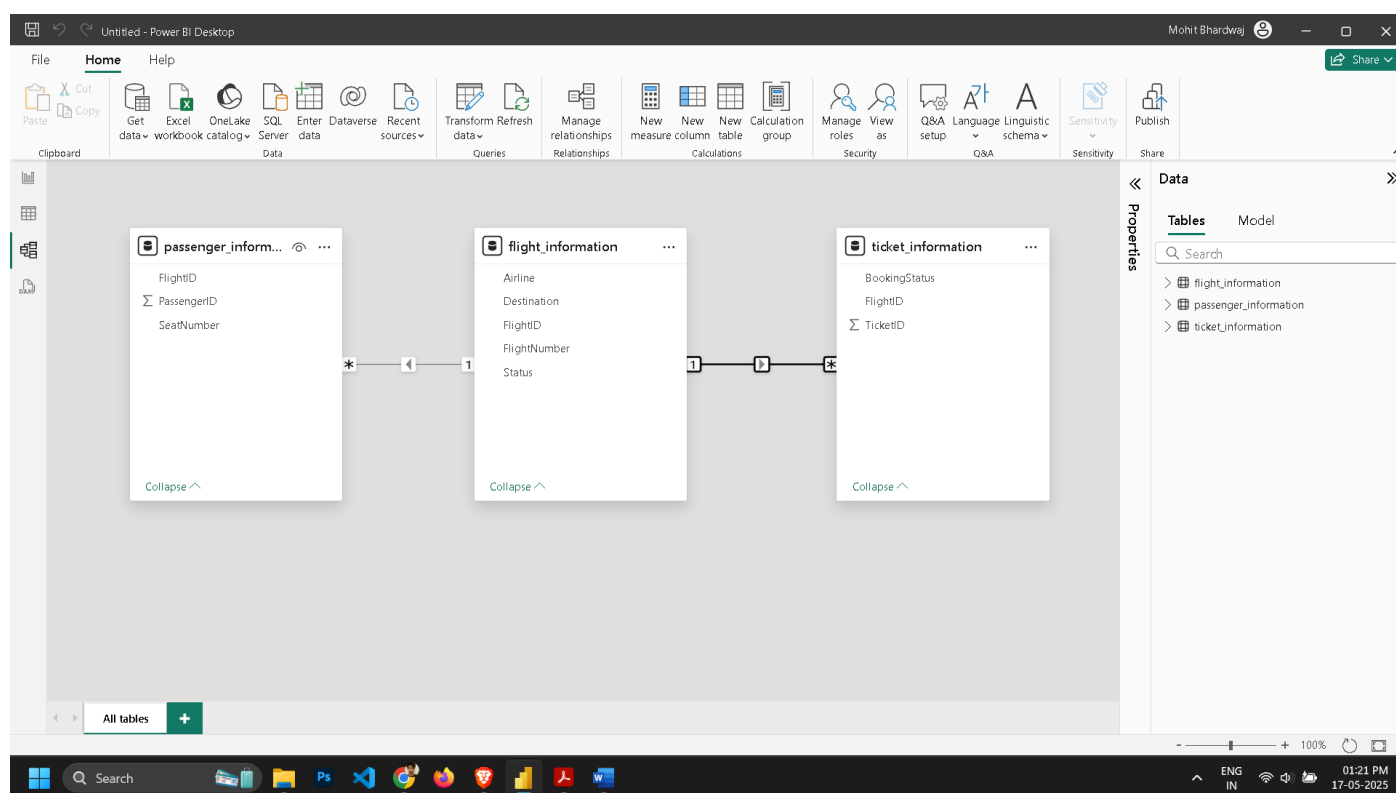 Untitled - Power BI Desktop
Mohit Bhardwaj
File Home Help
Share
Paste
Cut
Copy
Clipboard
Get data
Excel workbook
OneLake catalog
SQL Server
Enter data
Dataverse
Recent sources
Data
Transform data
Refresh
Queries
Manage relationships
Relationships
New measure
New column
New table
Calculation group
Calculations
Manage roles
View as
Security
Q&A setup
Language
Linguistic schema
Q&A
Sensitivity
Sensitivity
Publish
Share
passenger_inform...
FlightID
PassengerID
SeatNumber
Collapse
* 1
flight_information
Airline
Destination
FlightID
FlightNumber
Status
Collapse
1 *
ticket_information
BookingStatus
FlightID
TicketID
Collapse
Properties
Data
Tables Model
Search
flight_information
passenger_information
ticket_information
All tables
100%
Search
Ps
ENG
IN
01:21 PM
17-05-2025